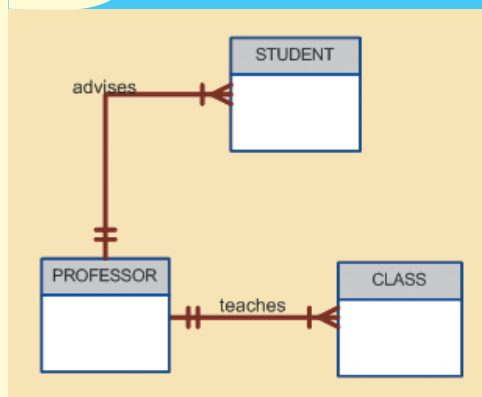 STUDENT
advises
PROFESSOR
teaches
CLASS